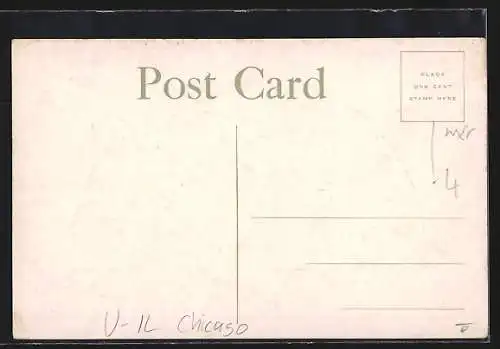 Post Card
PLACE
ONE CENT
STAMP HERE
4
U-IL Chicago